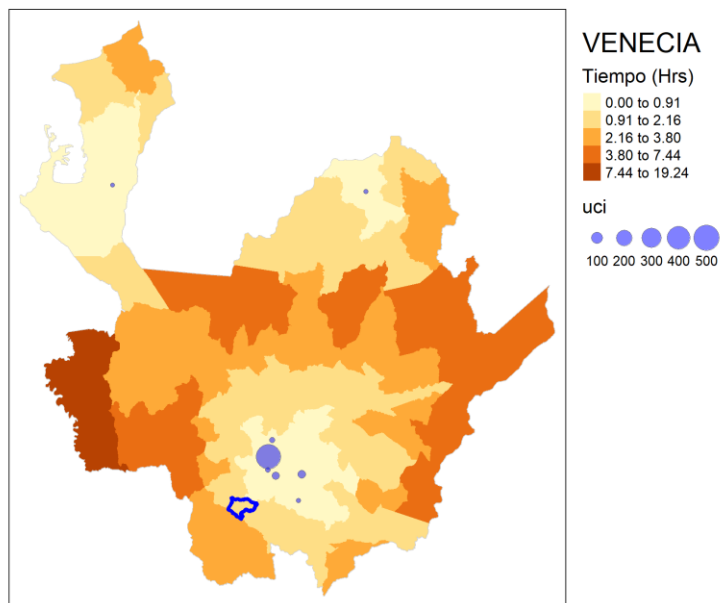 VENECIA
Tiempo (Hrs)
0.00 to 0.91
0.91 to 2.16
2.16 to 3.80
3.80 to 7.44
7.44 to 19.24
uci
100 200 300 400 500